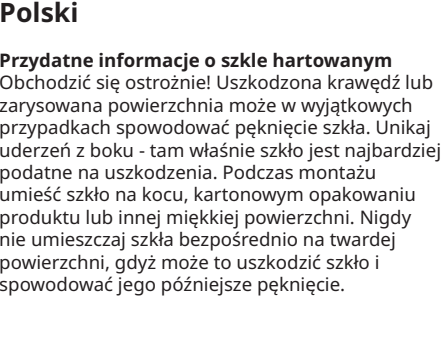 Polski
Przydatne informacje o szkle hartowanym
Obchodzić się ostrożnie! Uszkodzona krawędź lub
zarysowana powierzchnia może w wyjątkowych
przypadkach spowodować pęknięcie szkła. Unikaj
uderzeń z boku - tam właśnie szkło jest najbardziej
podatne na uszkodzenia. Podczas montażu
umieść szkło na kocu, kartonowym opakowaniu
produktu lub innej miękkiej powierzchni. Nigdy
nie umieszczaj szkła bezpośrednio na twardej
powierzchni, gdyż może to uszkodzić szkło i
spowodować jego późniejsze pęknięcie.